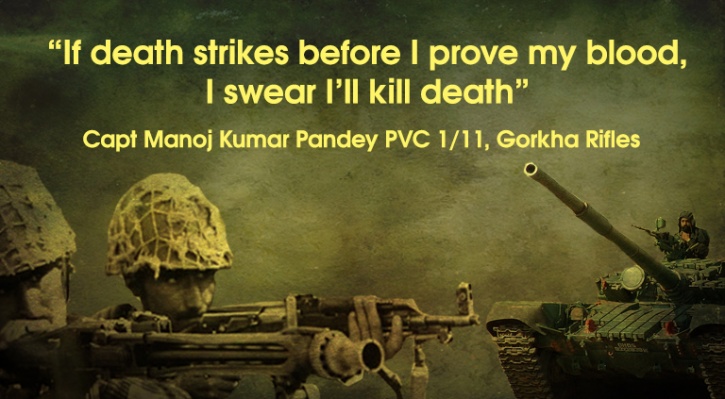 “If death strikes before I prove my blood,
I swear I’ll kill death”
Capt Manoj Kumar Pandey PVC 1/11, Gorkha Rifles